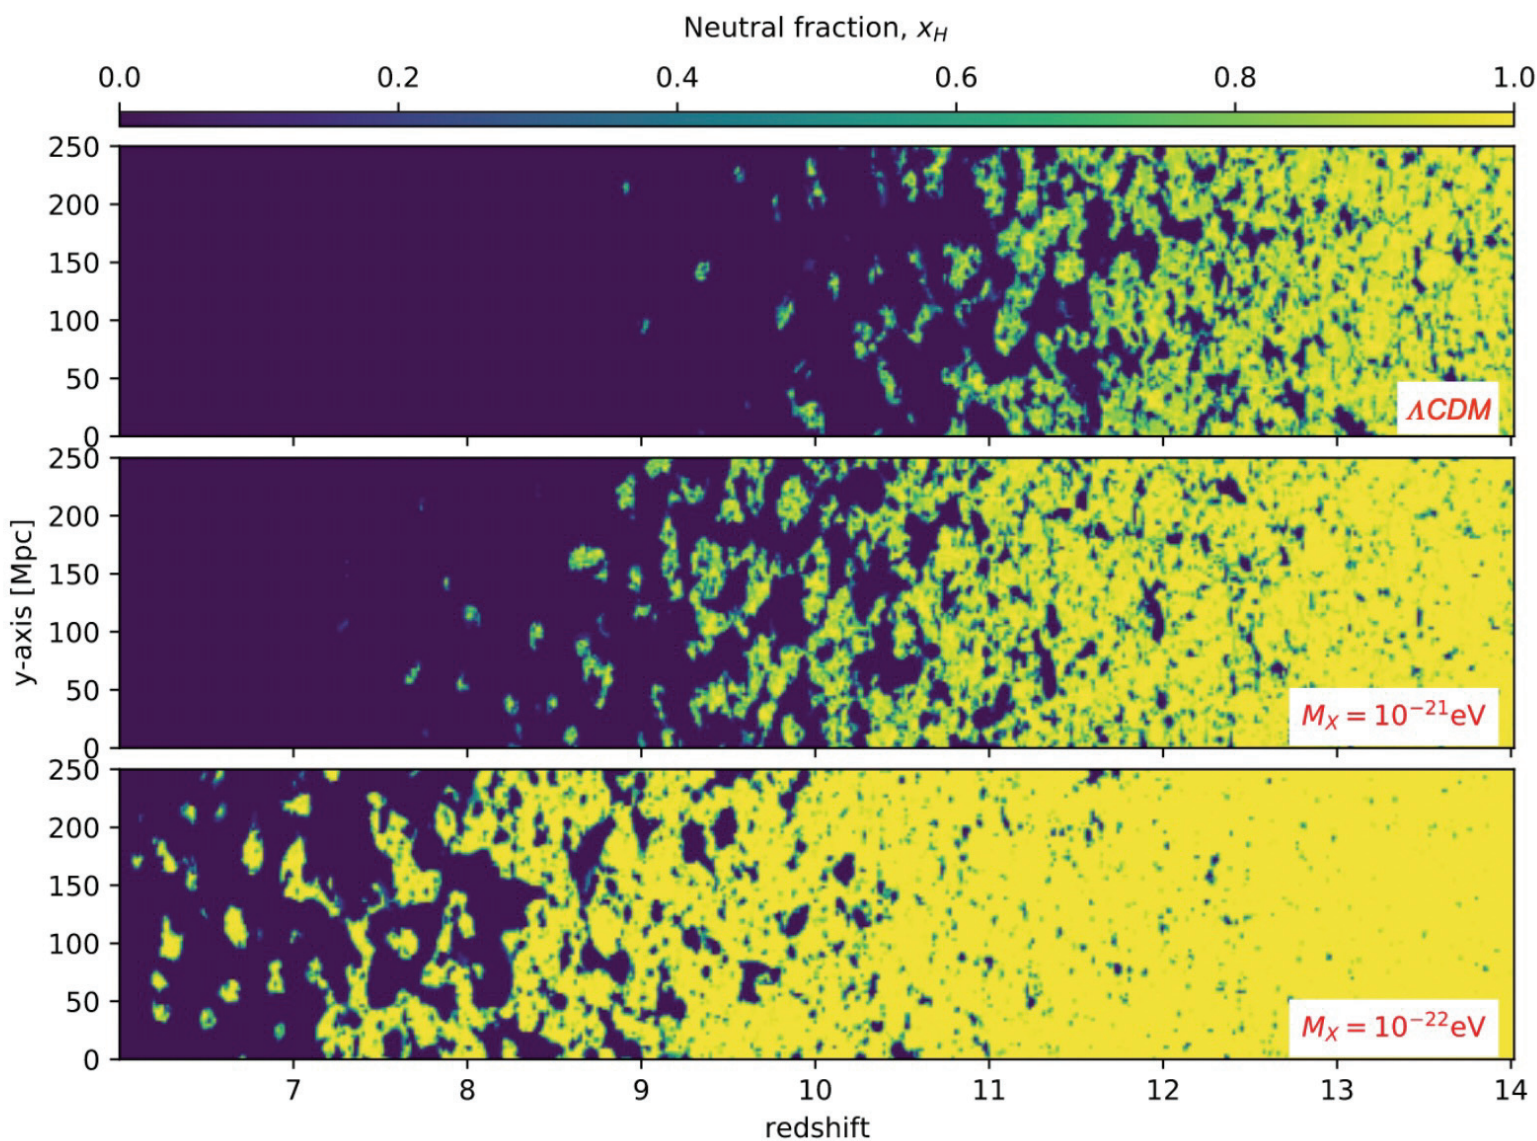 Neutral fraction, x_H
0.0 0.2 0.4 0.6 0.8 1.0
250
200
150
100
50
0
ΛCDM
250
200
150
100
50
0
y-axis [Mpc]
M_X = 10^{-21} eV
250
200
150
100
50
0
M_X = 10^{-22} eV
7 8 9 10 11 12 13 14
redshift